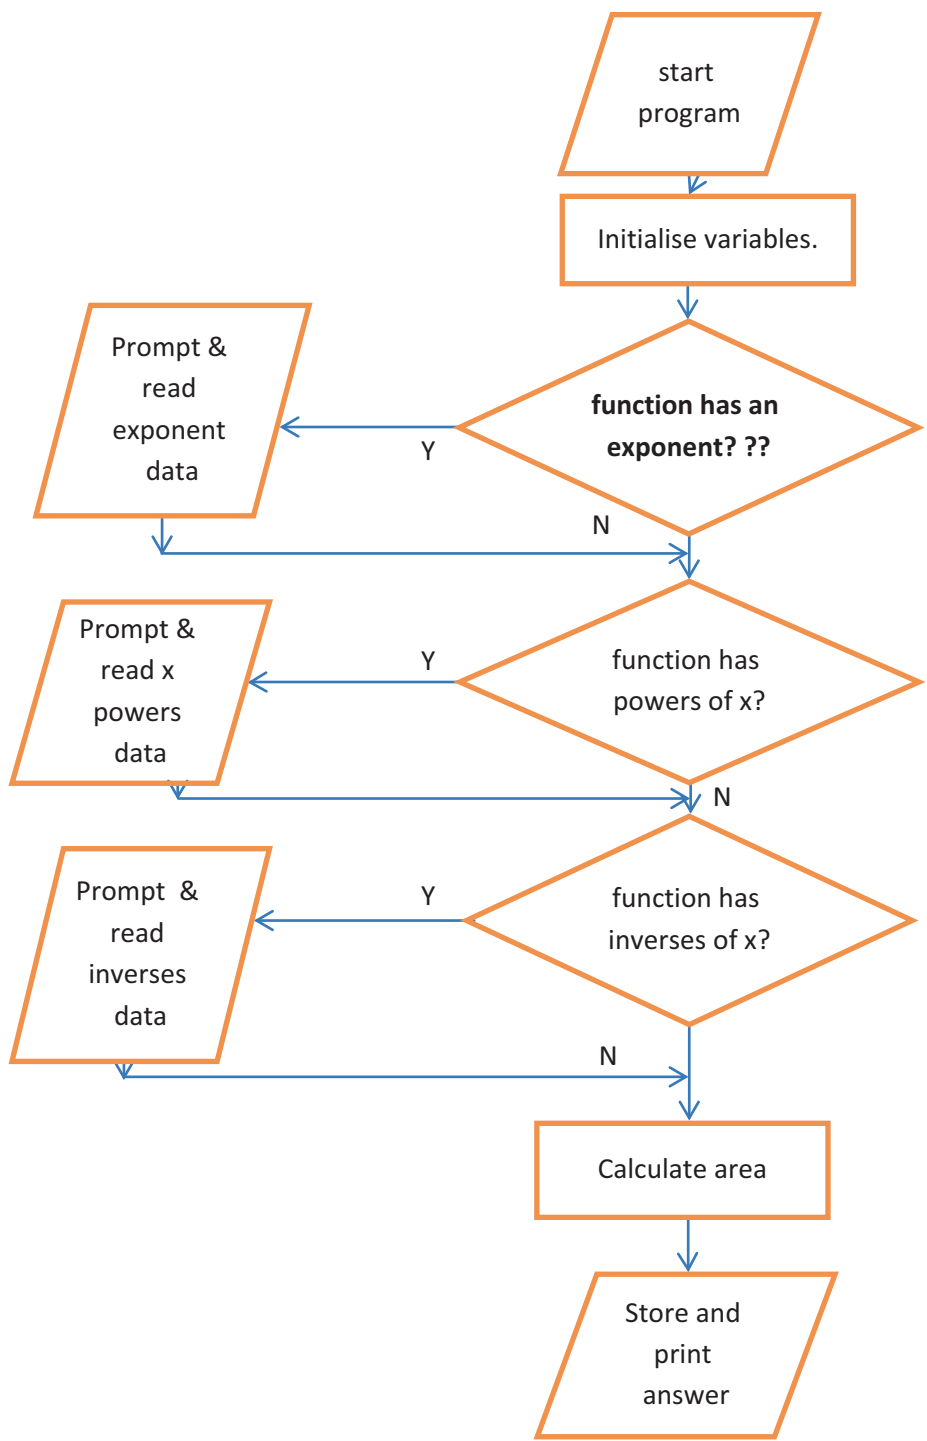 start
program
Initialise variables.
function has an
exponent? ??
Y
Prompt &
read
exponent
data
N
function has
powers of x?
Y
Prompt &
read x
powers
data
N
function has
inverses of x?
Y
Prompt &
read
inverses
data
N
Calculate area
Store and
print
answer